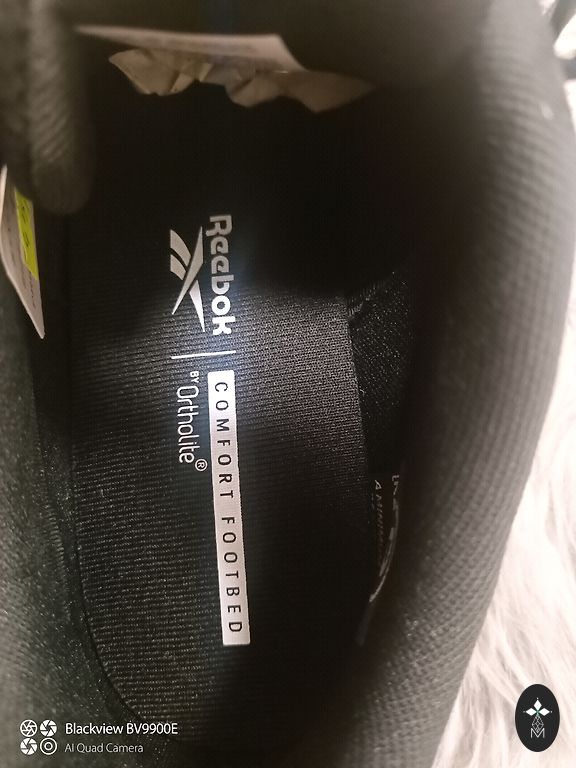 Reebok
COMFORT FOOTBED
BY Ortholite®
Blackview BV9900E
AI Quad Camera
M